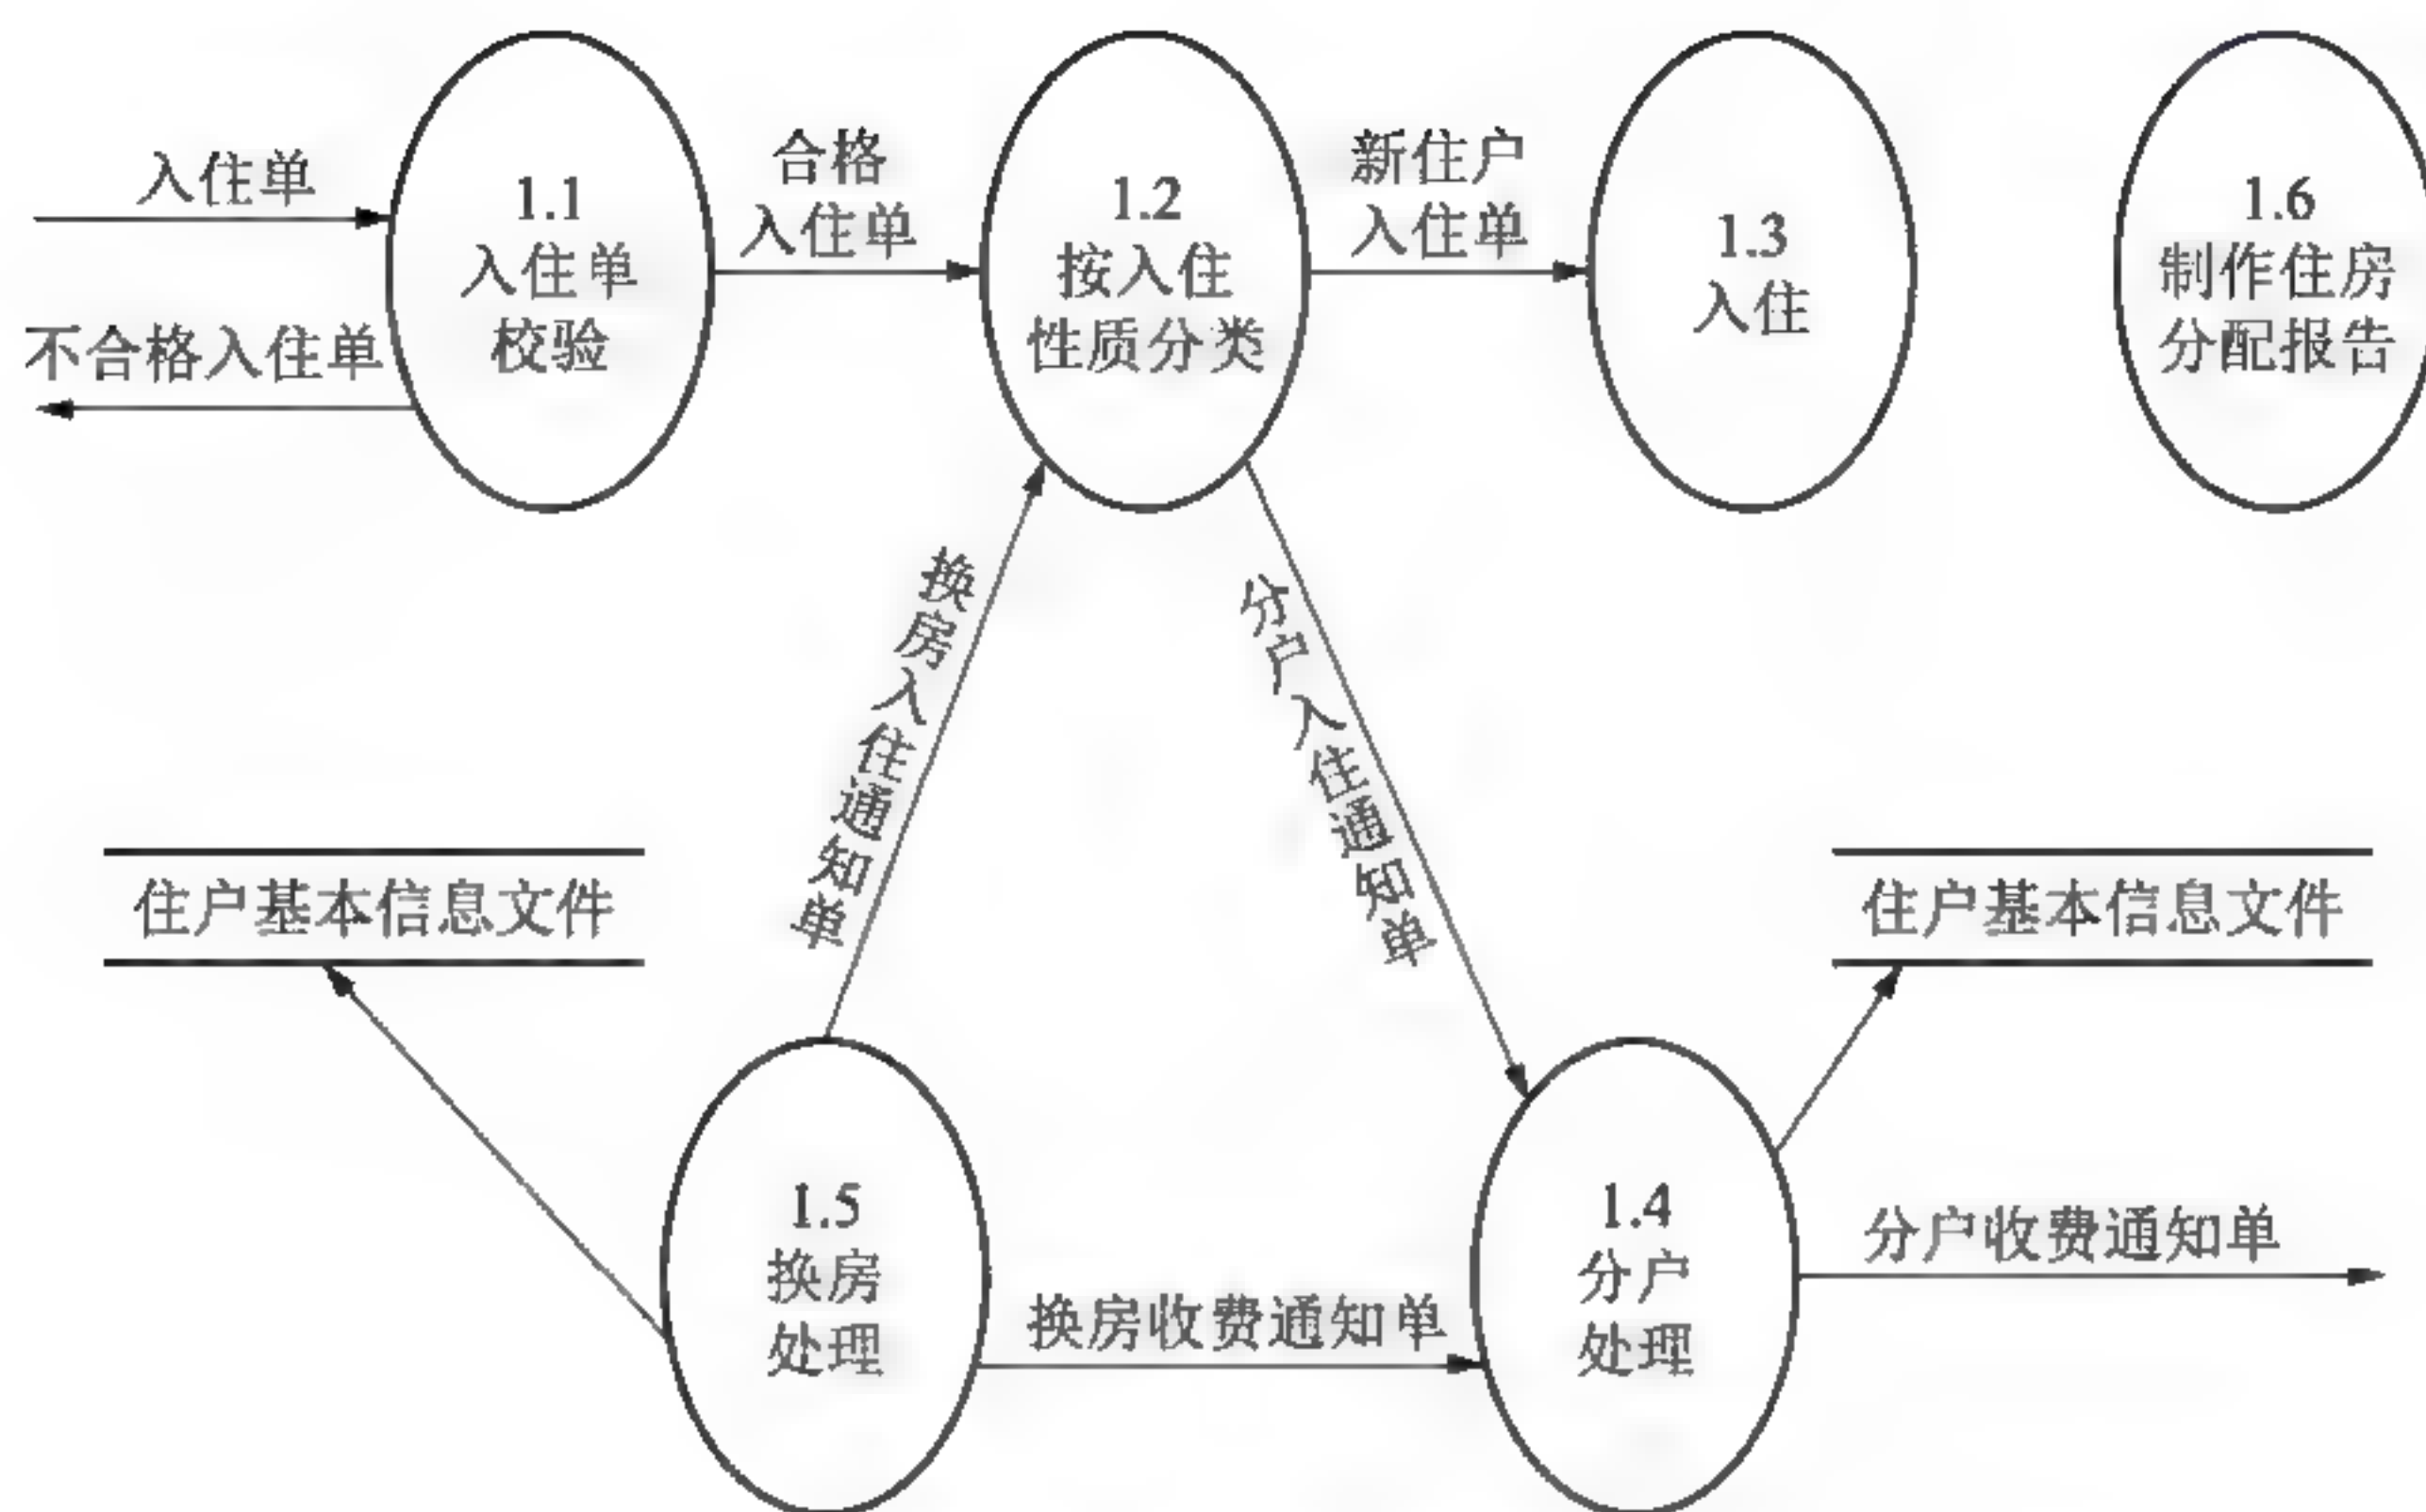 入住单
不合格入住单
1.1
入住单
校验
合格
入住单
1.2
按入住
性质分类
新住户
入住单
1.3
入住
1.6
制作住房
分配报告
换房入住通知单
分户入住通知单
住户基本信息文件
住户基本信息文件
1.5
换房
处理
换房收费通知单
1.4
分户
处理
分户收费通知单